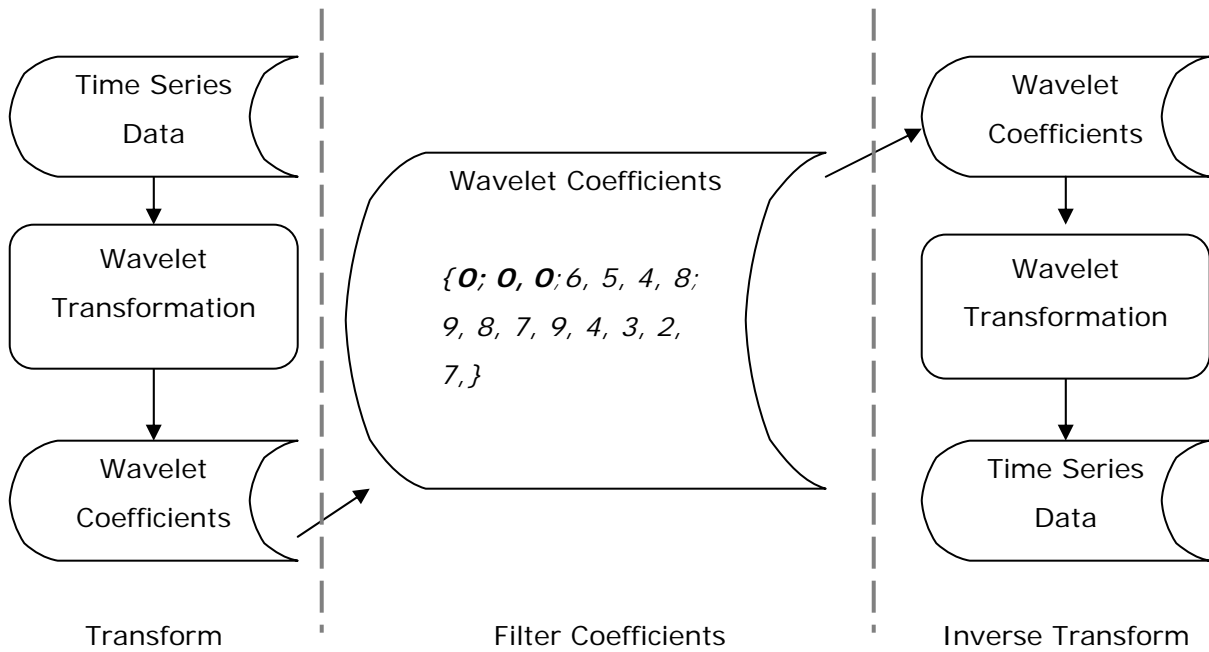 Time Series
Data
Wavelet
Transformation
Wavelet
Coefficients
Transform
Wavelet Coefficients
{0; 0, 0;6, 5, 4, 8;
9, 8, 7, 9, 4, 3, 2,
7,}
Filter Coefficients
Wavelet
Coefficients
Wavelet
Transformation
Time Series
Data
Inverse Transform